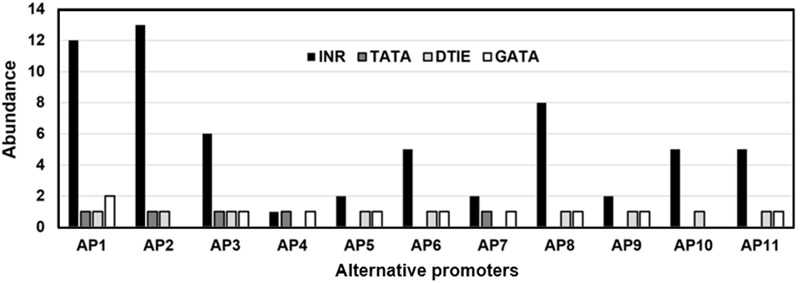 14
12
10
8
6
4
2
0
Abundance
INR TATA DTIE GATA
AP1 AP2 AP3 AP4 AP5 AP6 AP7 AP8 AP9 AP10 AP11
Alternative promoters